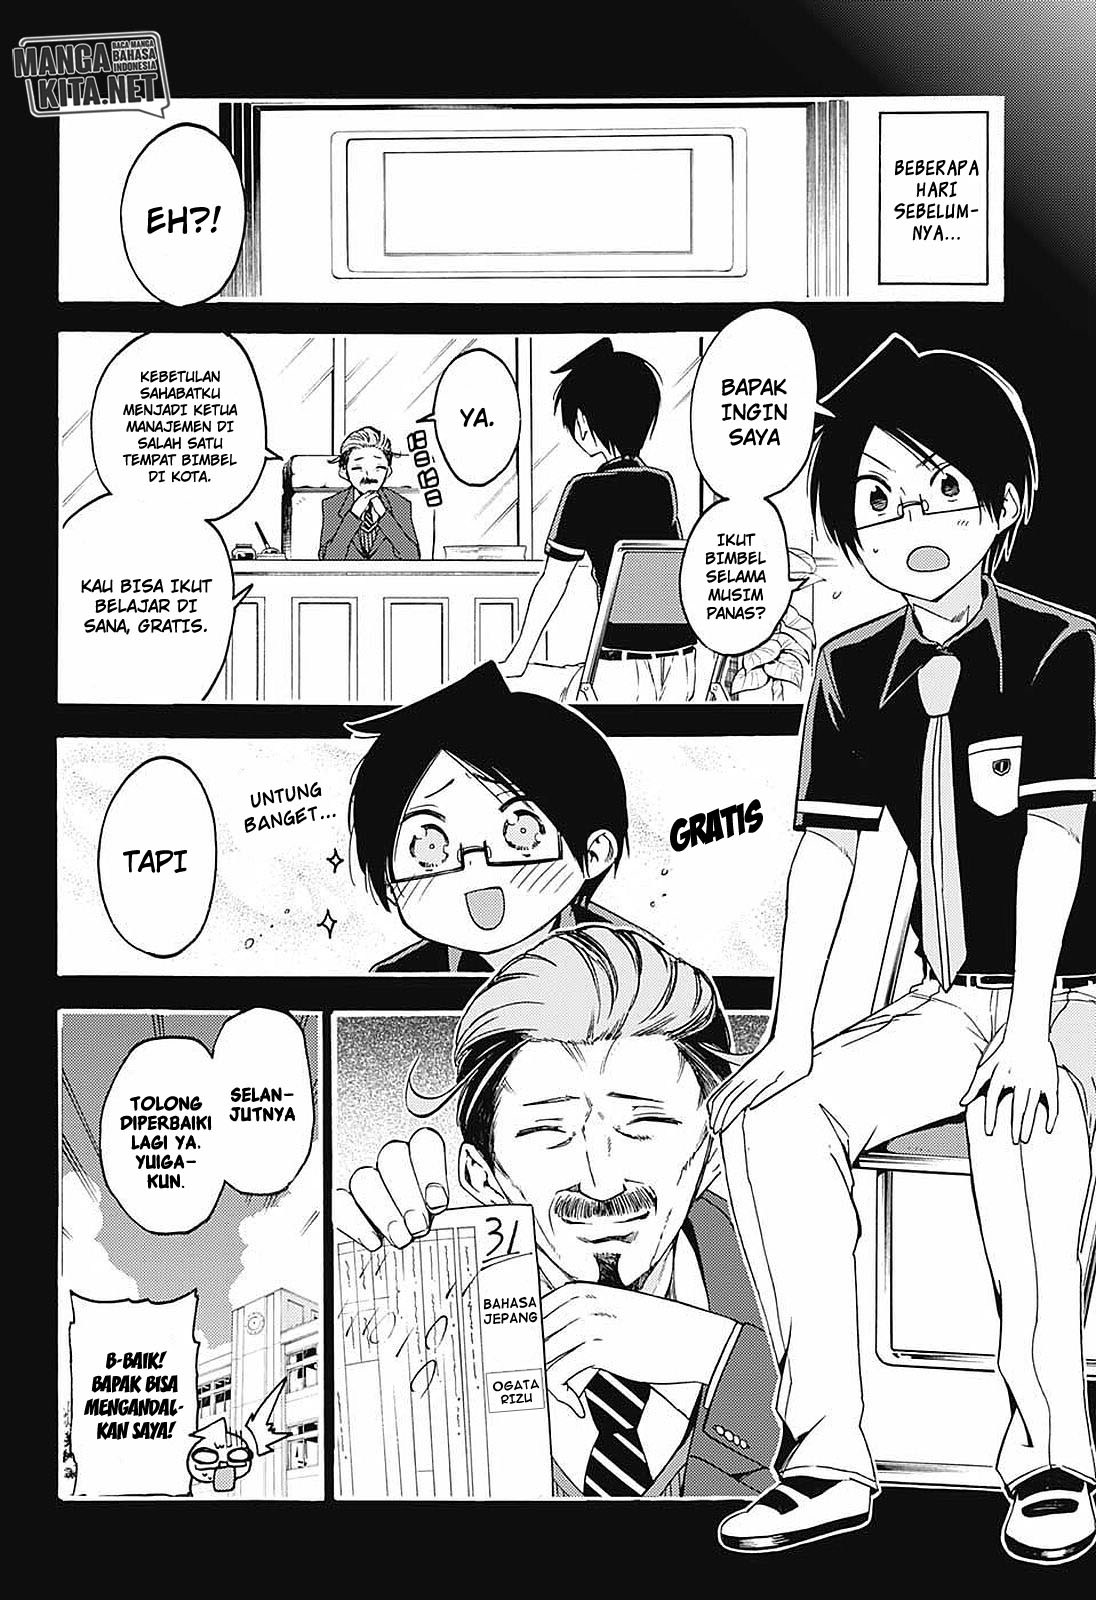 MANGA
KITA.NET
BACA MANGA
BAHASA
INDONESIA
BEBERAPA
HARI
SEBELUM-
NYA...
EH?!
BAPAK
INGIN
SAYA
IKUT
BIMBEL
SELAMA
MUSIM
PANAS?
YA.
KEBETULAN
SAHABATKU
MENJADI KETUA
MANAJEMEN DI
SALAH SATU
TEMPAT BIMBEL
DI KOTA.
KAU BISA IKUT
BELAJAR DI
SANA, GRATIS.
GRATIS
UNTUNG
BANGET...
TAPI
31
BAHASA
JEPANG
OGATA
RIZU
SELAN-
JUTNYA
TOLONG
DIPERBAIKI
LAGI YA.
YUIGA-
KUN.
B-BAIK!
BAPAK BISA
MENGANDAL-
KAN SAYA!